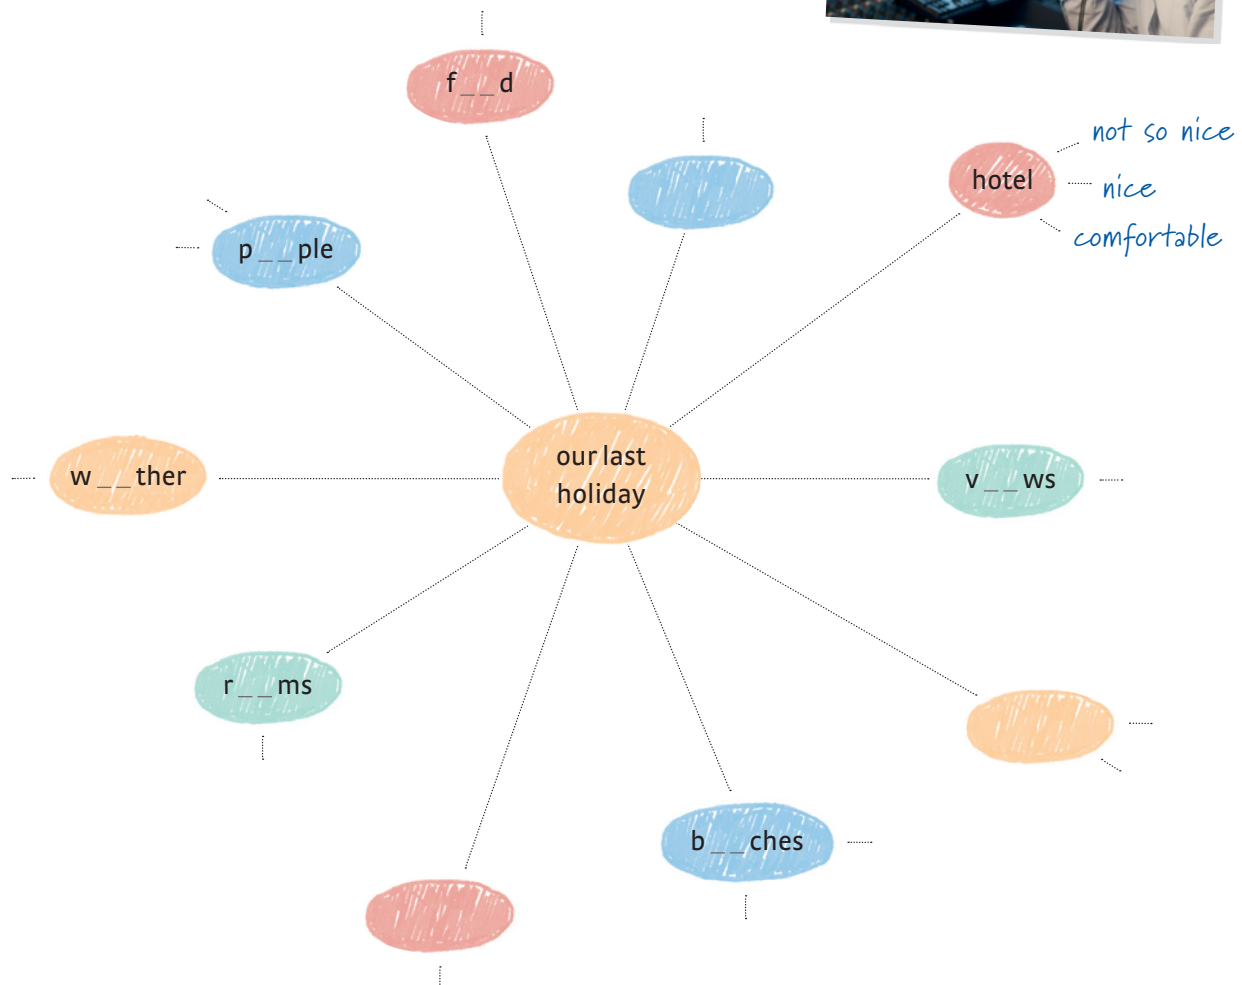 f__d
not so nice
hotel
nice
comfortable
p__ple
our last
holiday
w__ther
v__ws
r__ms
b__ches